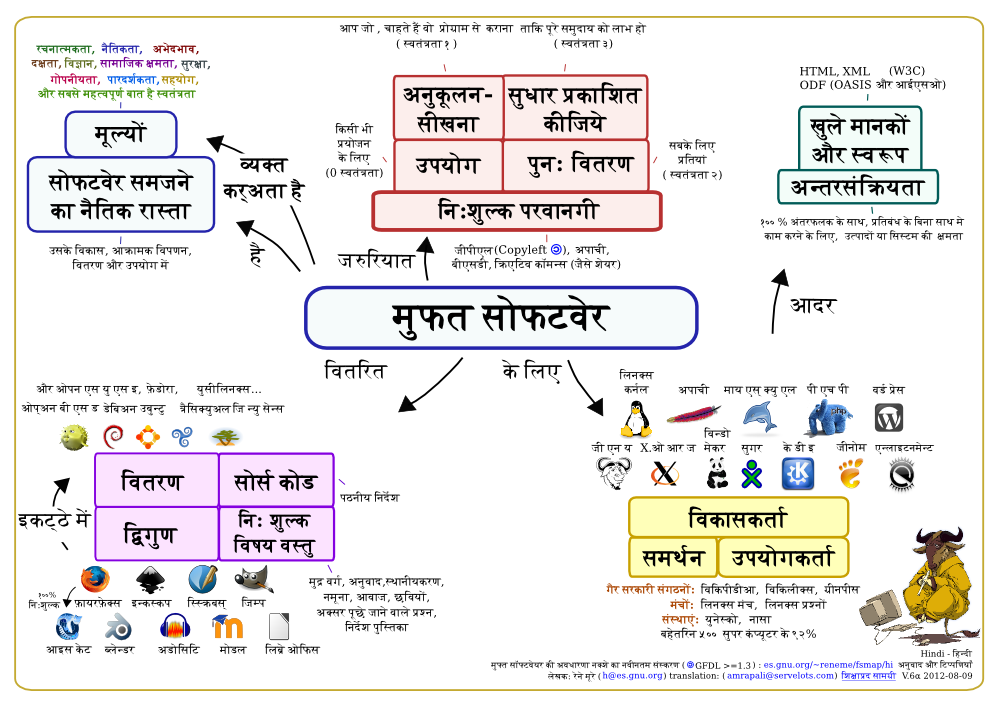 आप जो , चाहते हैं वो प्रोग्राम से कराना ताकि पूरे समुदाय को लाभ हो
( स्वतंत्रता १ ) ( स्वतंत्रता ३)
रचनात्मकता, नैतिकता, अभेदभाव,
दक्षता, विज्ञान, सामाजिक क्षमता, सुरक्षा,
गोपनीयता, पारदर्शकता, सहयोग,
और सबसे महत्वपूर्ण बात है स्वतंत्रता
मूल्यों
सोफटवेर समजने
का नैतिक रास्ता
उसके विकास, आक्रामक विपणन,
वितरण और उपयोग में
व्यक्त
कर्अता है
है
अनुकूलन-
सीखना
सुधार प्रकाशित
कीजिये
किसी भी
प्रयोजन
के लिए
(0 स्वतंत्रता)
उपयोग
पुनः वितरण
सबके लिए
प्रतियां
( स्वतंत्रता २)
निःशुल्क परवानगी
जरुरियात
जीपीएल (Copyleft), अपाची,
बीएसडी, क्रिएटिव कॉमन्स (जैसे शेयर)
HTML, XML (W3C)
ODF (OASIS और आईएसओ)
खुले मानकों
और स्वरूप
अन्तरसंक्रियता
१०० % अंतरफलक के साथ, प्रतिबंध के बिना साथ मे
काम करने के लिए, उत्पादों या सिस्टम की क्षमता
आदर
मुफत सोफटवेर
वितरित
के लिए
और ओपन एस यु एस इ, फ़ेडोरा, युसीलिनक्स...
ओप्अन बी एस ड डेबिअन उबुन्टु त्रैसिक्युअल जि न्यु सेन्स
वितरण
सोर्स कोड
द्विगुण
निः शुल्क
विषय वस्तु
पठनीय निर्देश
इकट्ठे में
मुद्र वर्ग, अनुवाद,स्थानीयकरण,
नमूना, आवाज, छवियों,
अक्सर पूछे जाने वाले प्रश्न,
निर्देश पुस्तिका
१००%
निःशुल्क
फ़ायरफ़ेक्स इन्कस्कप स्क्रिबस जिम्प
आइस केट ब्लेन्डर अडोसिटि मोडल लिब्रे ओफिस
लिनक्स
कर्नल
अपाची माय एस् क्यु एल पी एच पी वर्ड प्रेस
php
जी एन य X.ओ आर ज
विन्डो
मेकर
सुगर के डी इ जीनोम एन्लाइटनमेन्ट
विकासकर्ता
समर्थन
उपयोगकर्ता
गैर सरकारी संगठनों: विकिपीडीआ, विकिलीक्स, ग्रीनपीस
मंचों: लिनक्स मंच, लिनक्स प्रश्नों
संस्थाएं: युनेस्को, नासा
बहेतरिन ५०० सुपर कंप्यूटर के ९२%
Hindi - हिन्दी
मुफ़्त सॉफ्टवेयर की अवधारणा नक्शे का नवीनतम संस्करण ( GFDL >=1.3 ) : es.gnu.org/~reneme/fsmap/hi अनुवाद और टिप्पणियाँ
लेखक: रेने मूरे ( h@es.gnu.org ) translation: ( amrapali@servelots.com ) शिक्षाप्रद सामग्री V.6α 2012-08-09